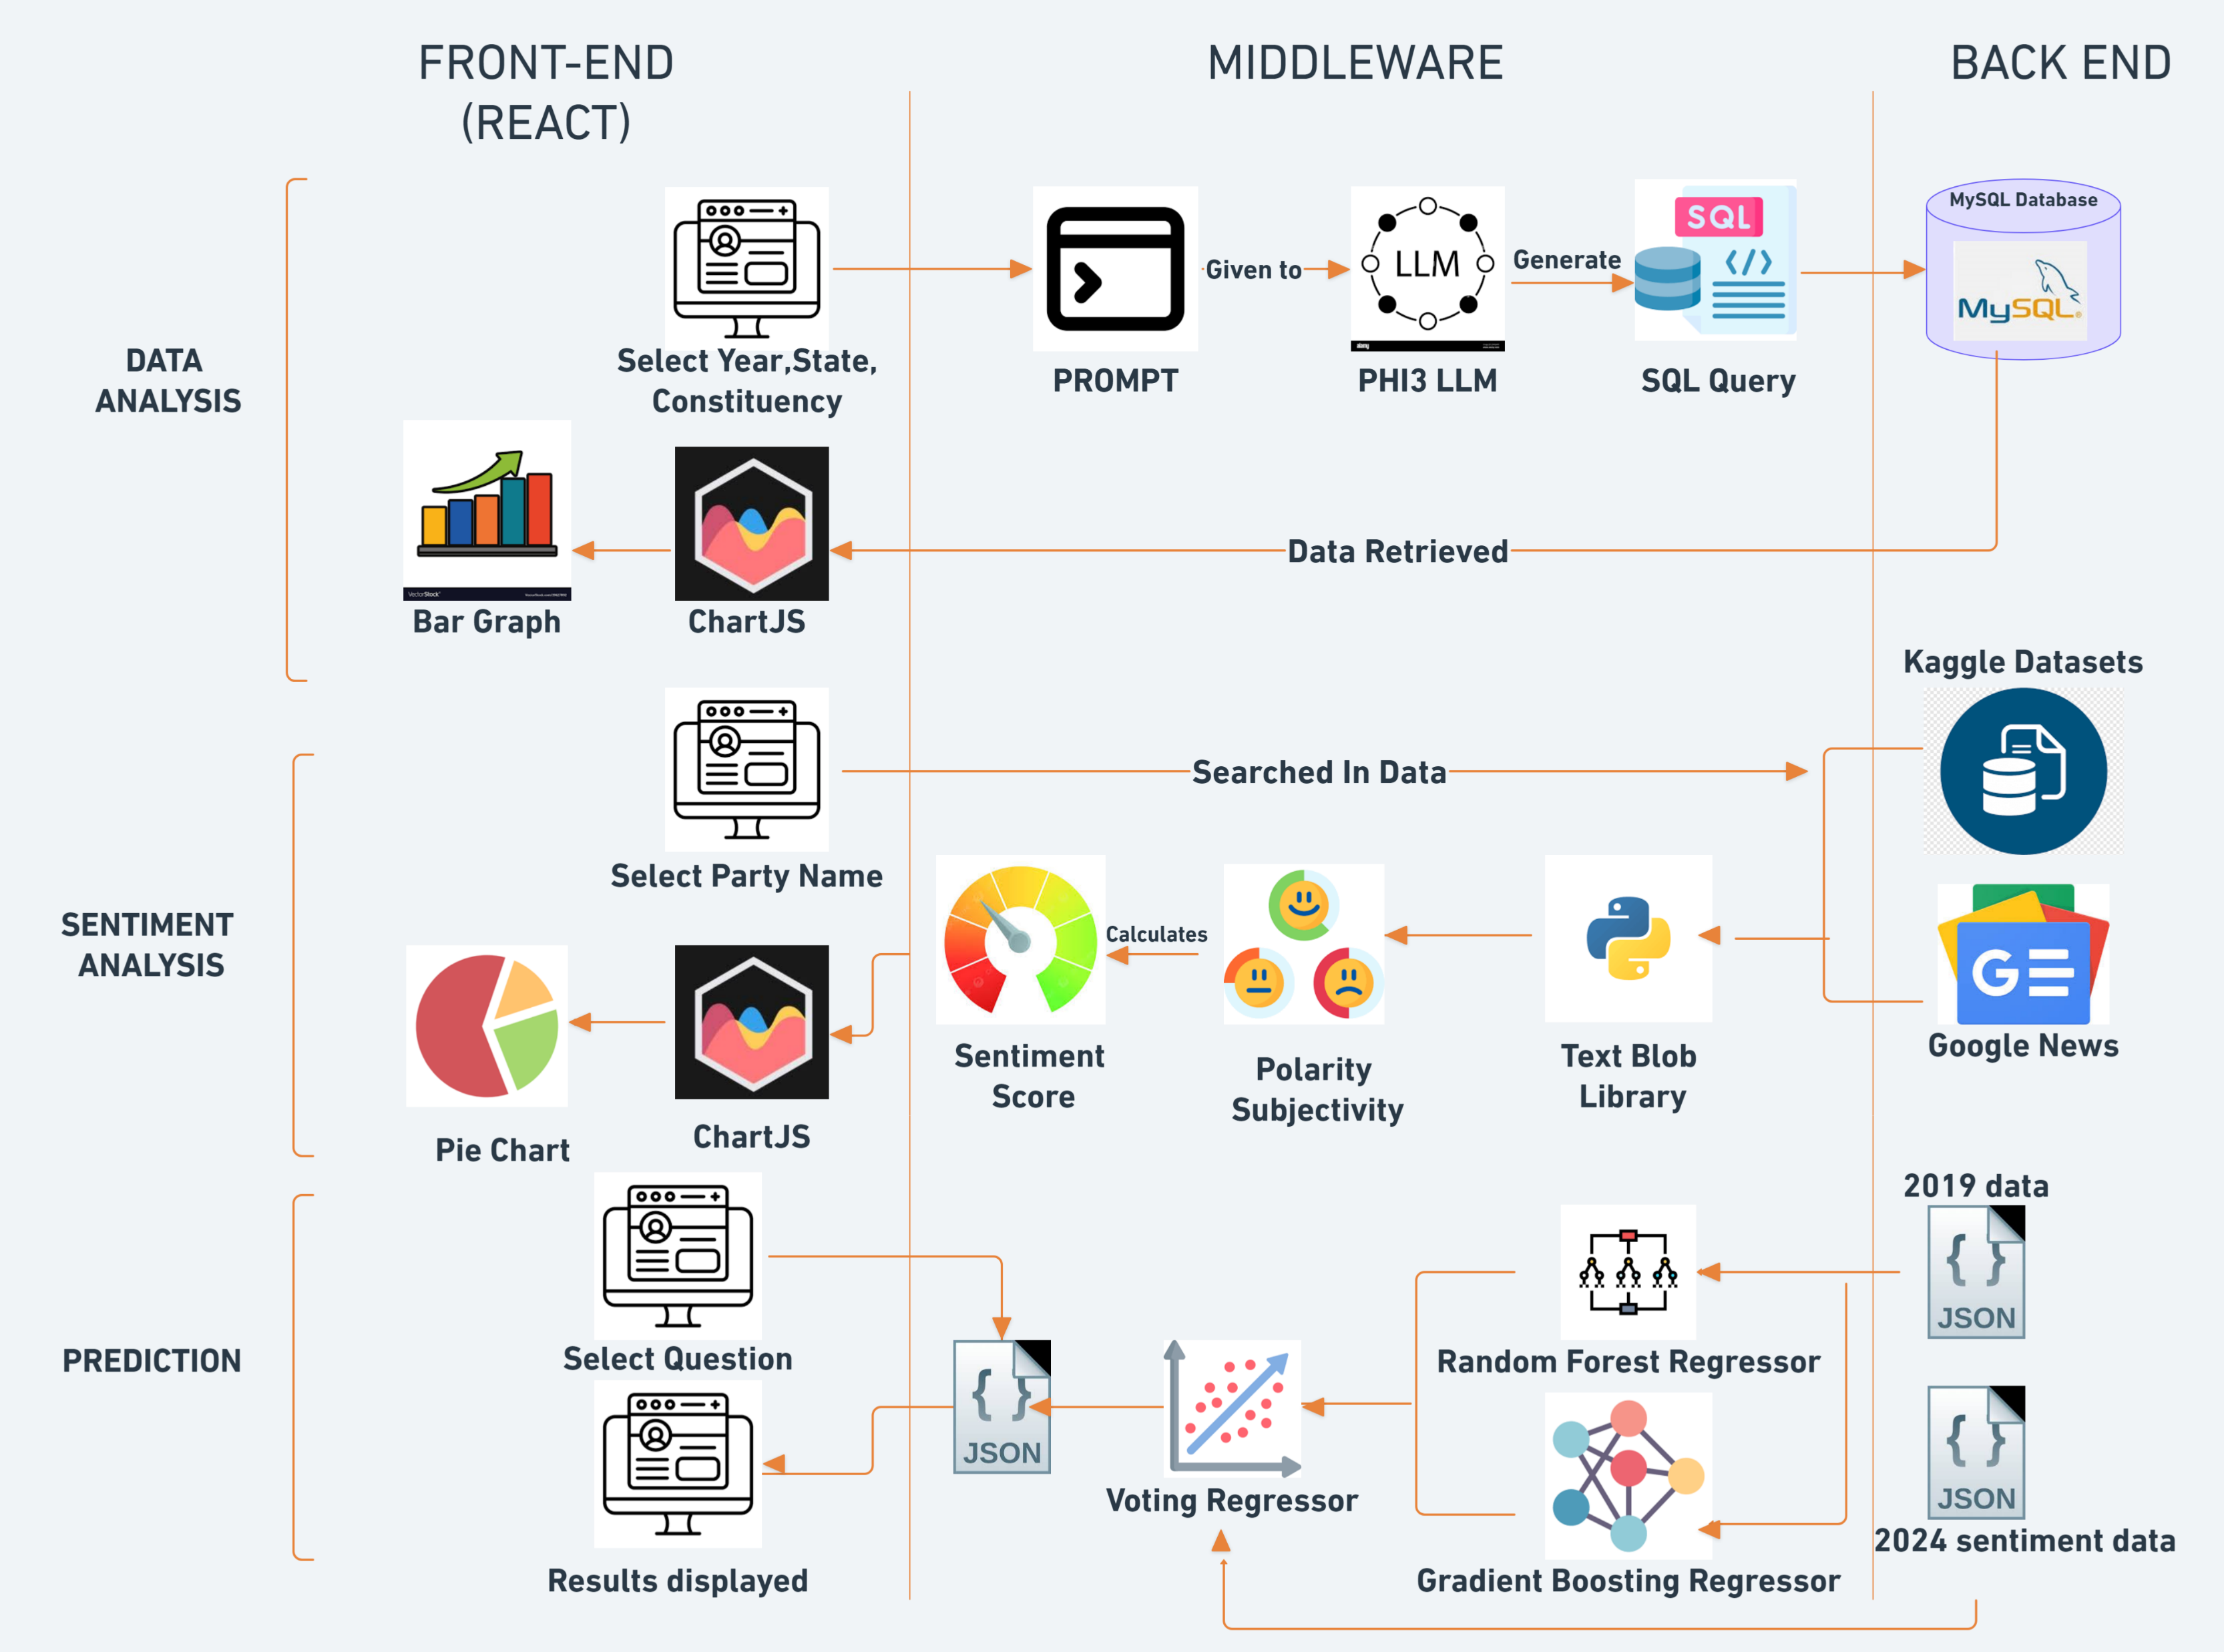 FRONT-END
(REACT)
MIDDLEWARE
BACK END
DATA
ANALYSIS
Select Year,State,
Constituency
PROMPT
Given to
LLM
PHI3 LLM
Generate
SQL
SQL Query
MySQL Database
MySQL
VectorStock
Bar Graph
ChartJS
Data Retrieved
Kaggle Datasets
SENTIMENT
ANALYSIS
Select Party Name
Searched In Data
Pie Chart
ChartJS
Sentiment
Score
Calculates
Polarity
Subjectivity
Text Blob
Library
G
Google News
PREDICTION
Select Question
Results displayed
{ }
JSON
Voting Regressor
Random Forest Regressor
Gradient Boosting Regressor
2019 data
{ }
JSON
{ }
JSON
2024 sentiment data